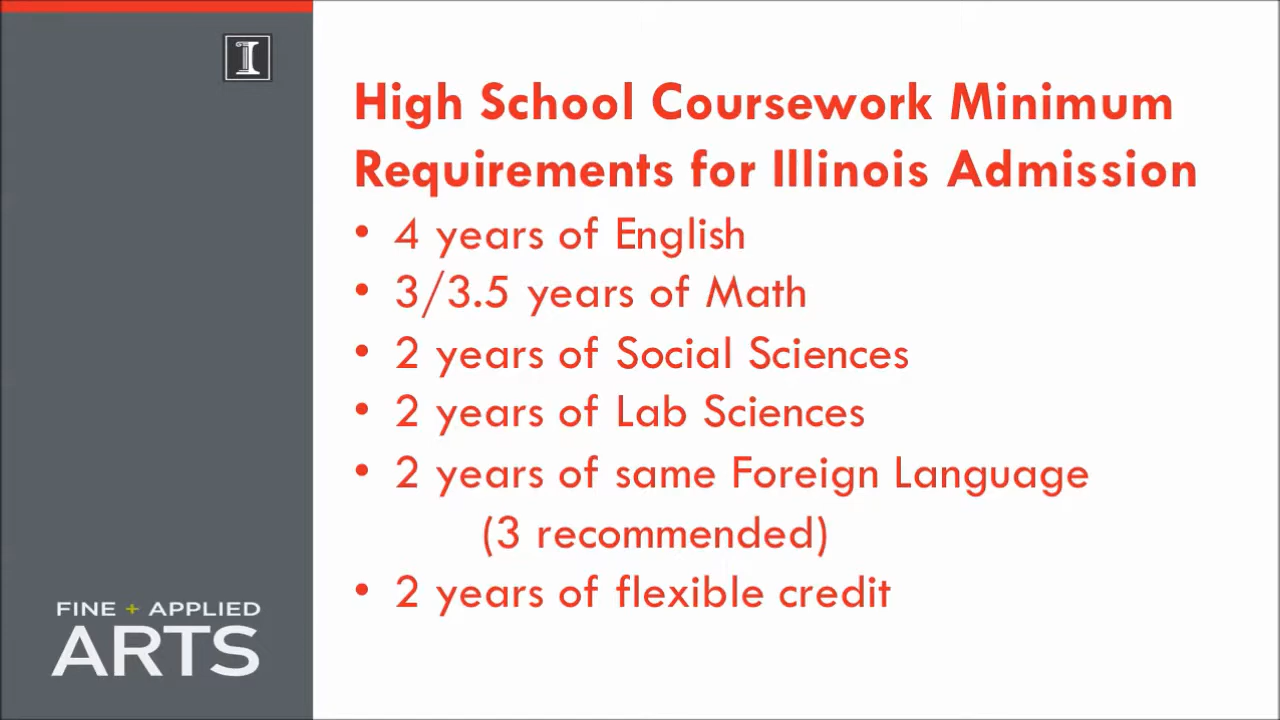 High School Coursework Minimum
Requirements for Illinois Admission
• 4 years of English
• 3/3.5 years of Math
• 2 years of Social Sciences
• 2 years of Lab Sciences
• 2 years of same Foreign Language
(3 recommended)
• 2 years of flexible credit
I
FINE + APPLIED
ARTS